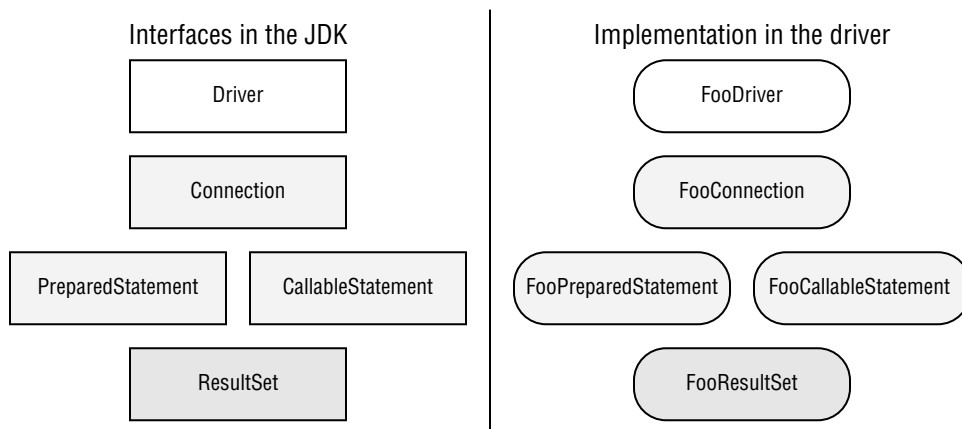 Interfaces in the JDK
Driver
Connection
PreparedStatement
CallableStatement
ResultSet
Implementation in the driver
FooDriver
FooConnection
FooPreparedStatement
FooCallableStatement
FooResultSet